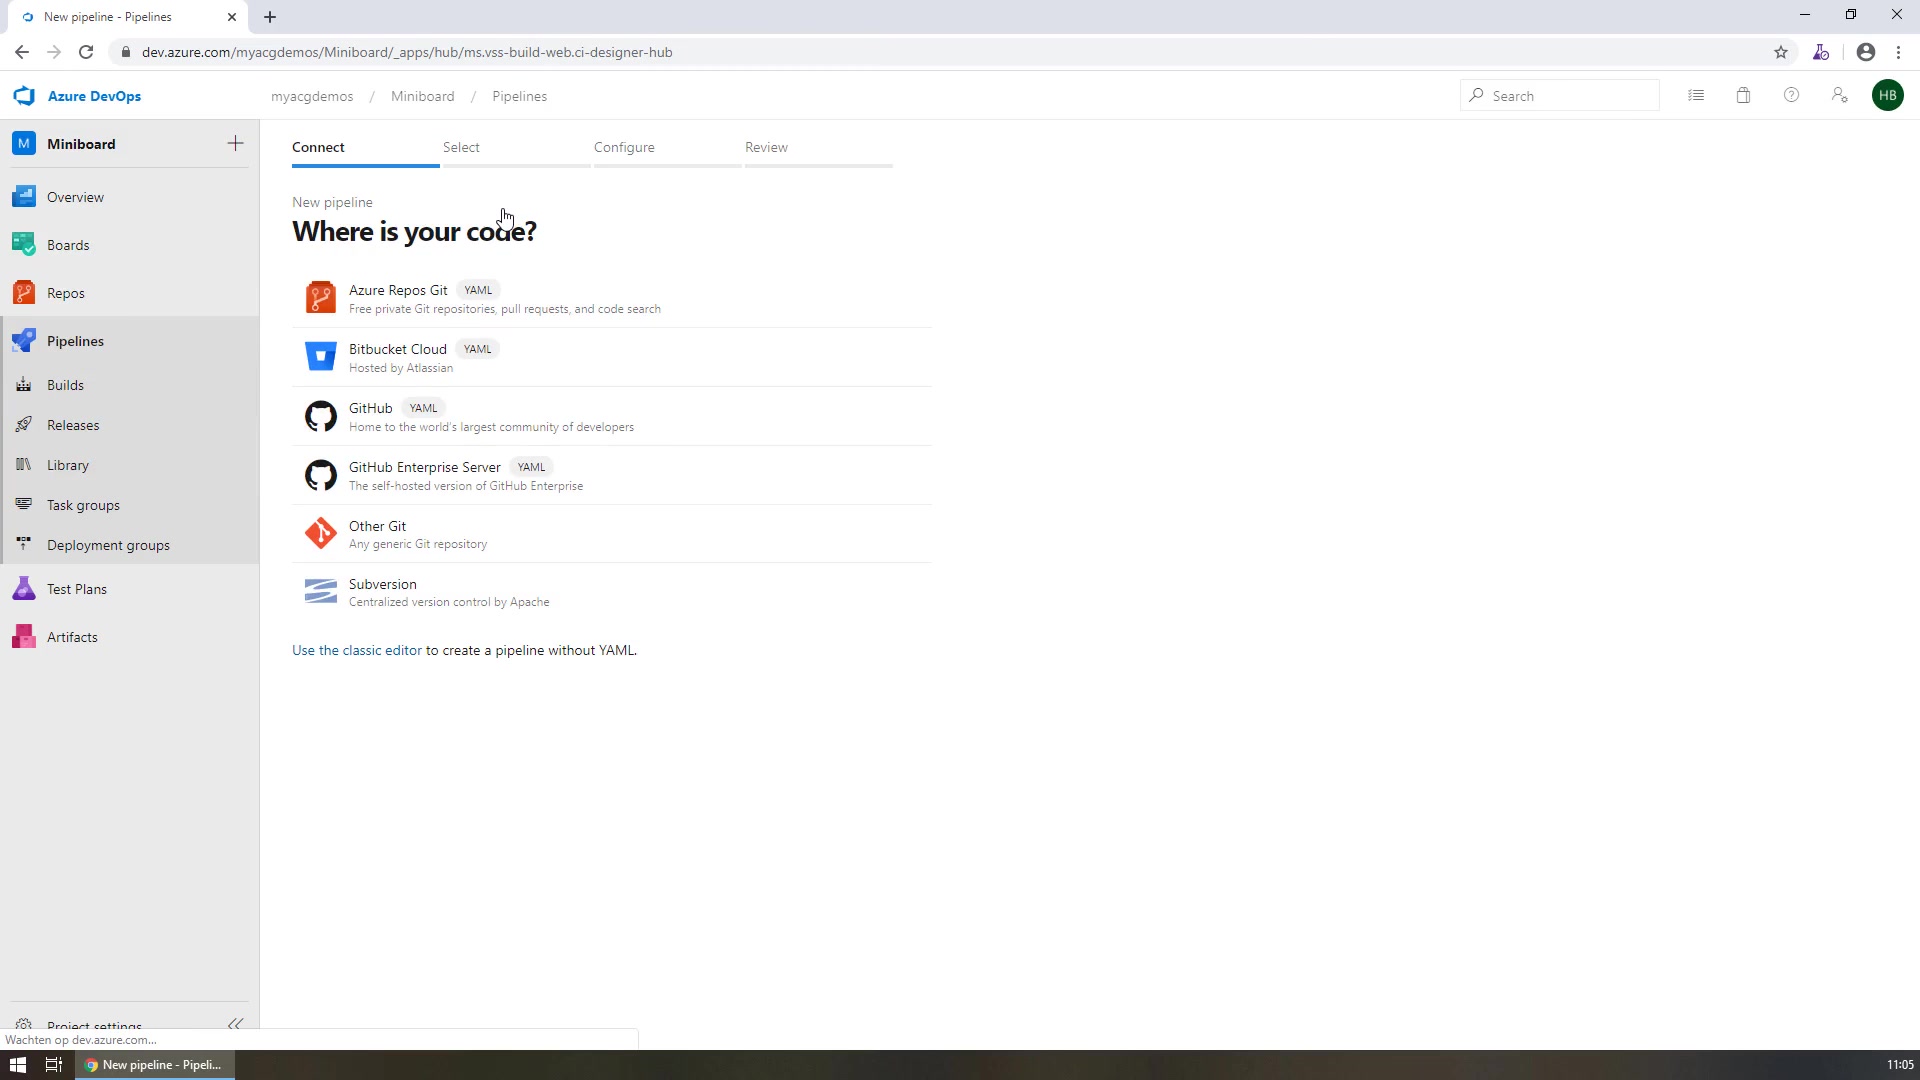 New pipeline - Pipelines
dev.azure.com/myacgdemos/Miniboard/_apps/hub/ms.vss-build-web.ci-designer-hub
Azure DevOps
myacgdemos / Miniboard / Pipelines
Search
HB
M Miniboard
Overview
Boards
Repos
Pipelines
Builds
Releases
Library
Task groups
Deployment groups
Test Plans
Artifacts
Project settings
Connect Select Configure Review
New pipeline
Where is your code?
Azure Repos Git YAML
Free private Git repositories, pull requests, and code search
Bitbucket Cloud YAML
Hosted by Atlassian
GitHub YAML
Home to the world's largest community of developers
GitHub Enterprise Server YAML
The self-hosted version of GitHub Enterprise
Other Git
Any generic Git repository
Subversion
Centralized version control by Apache
Use the classic editor to create a pipeline without YAML.
Wachten op dev.azure.com...
New pipeline - Pipeli...
11:05